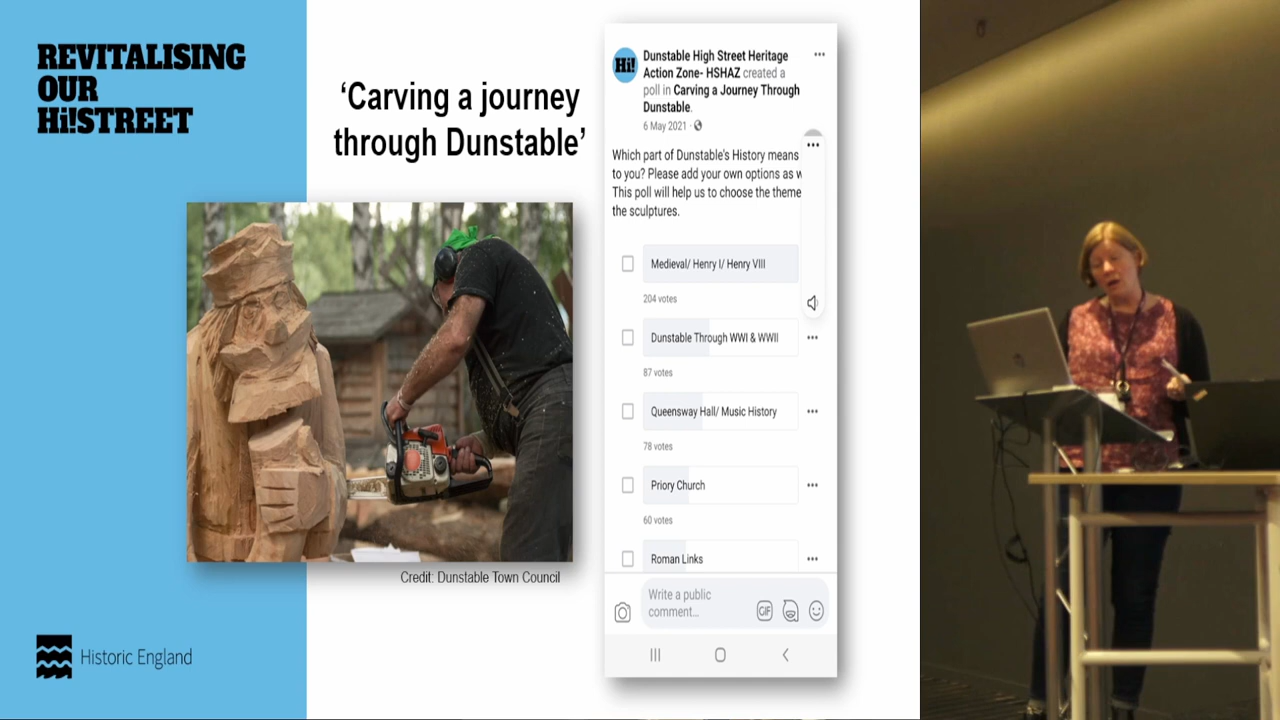 REVITALISING
OUR
Hi!STREET
'Carving a journey
through Dunstable'
Credit: Dunstable Town Council
Historic England
Hi!
Dunstable High Street Heritage
Action Zone- HSHAZ created a
poll in Carving a Journey Through
Dunstable.
6 May 2021 ·
Which part of Dunstable's History means
to you? Please add your own options as w
This poll will help us to choose the theme
the sculptures.
Medieval/ Henry I/ Henry VIII
204 votes
Dunstable Through WWI & WWII
87 votes
Queensway Hall/ Music History
78 votes
Priory Church
60 votes
Roman Links
Write a public
comment...
GIF